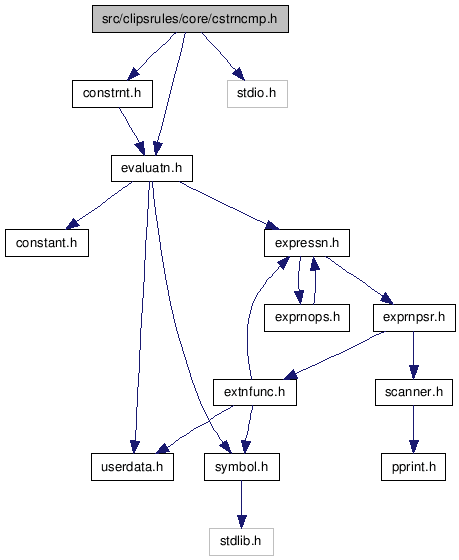 src/clipsrules/core/cstrncmp.h
constrnt.h
stdio.h
evaluatn.h
constant.h
expressn.h
exprnops.h
exprnpsr.h
extnfunc.h
scanner.h
userdata.h
symbol.h
pprint.h
stdlib.h